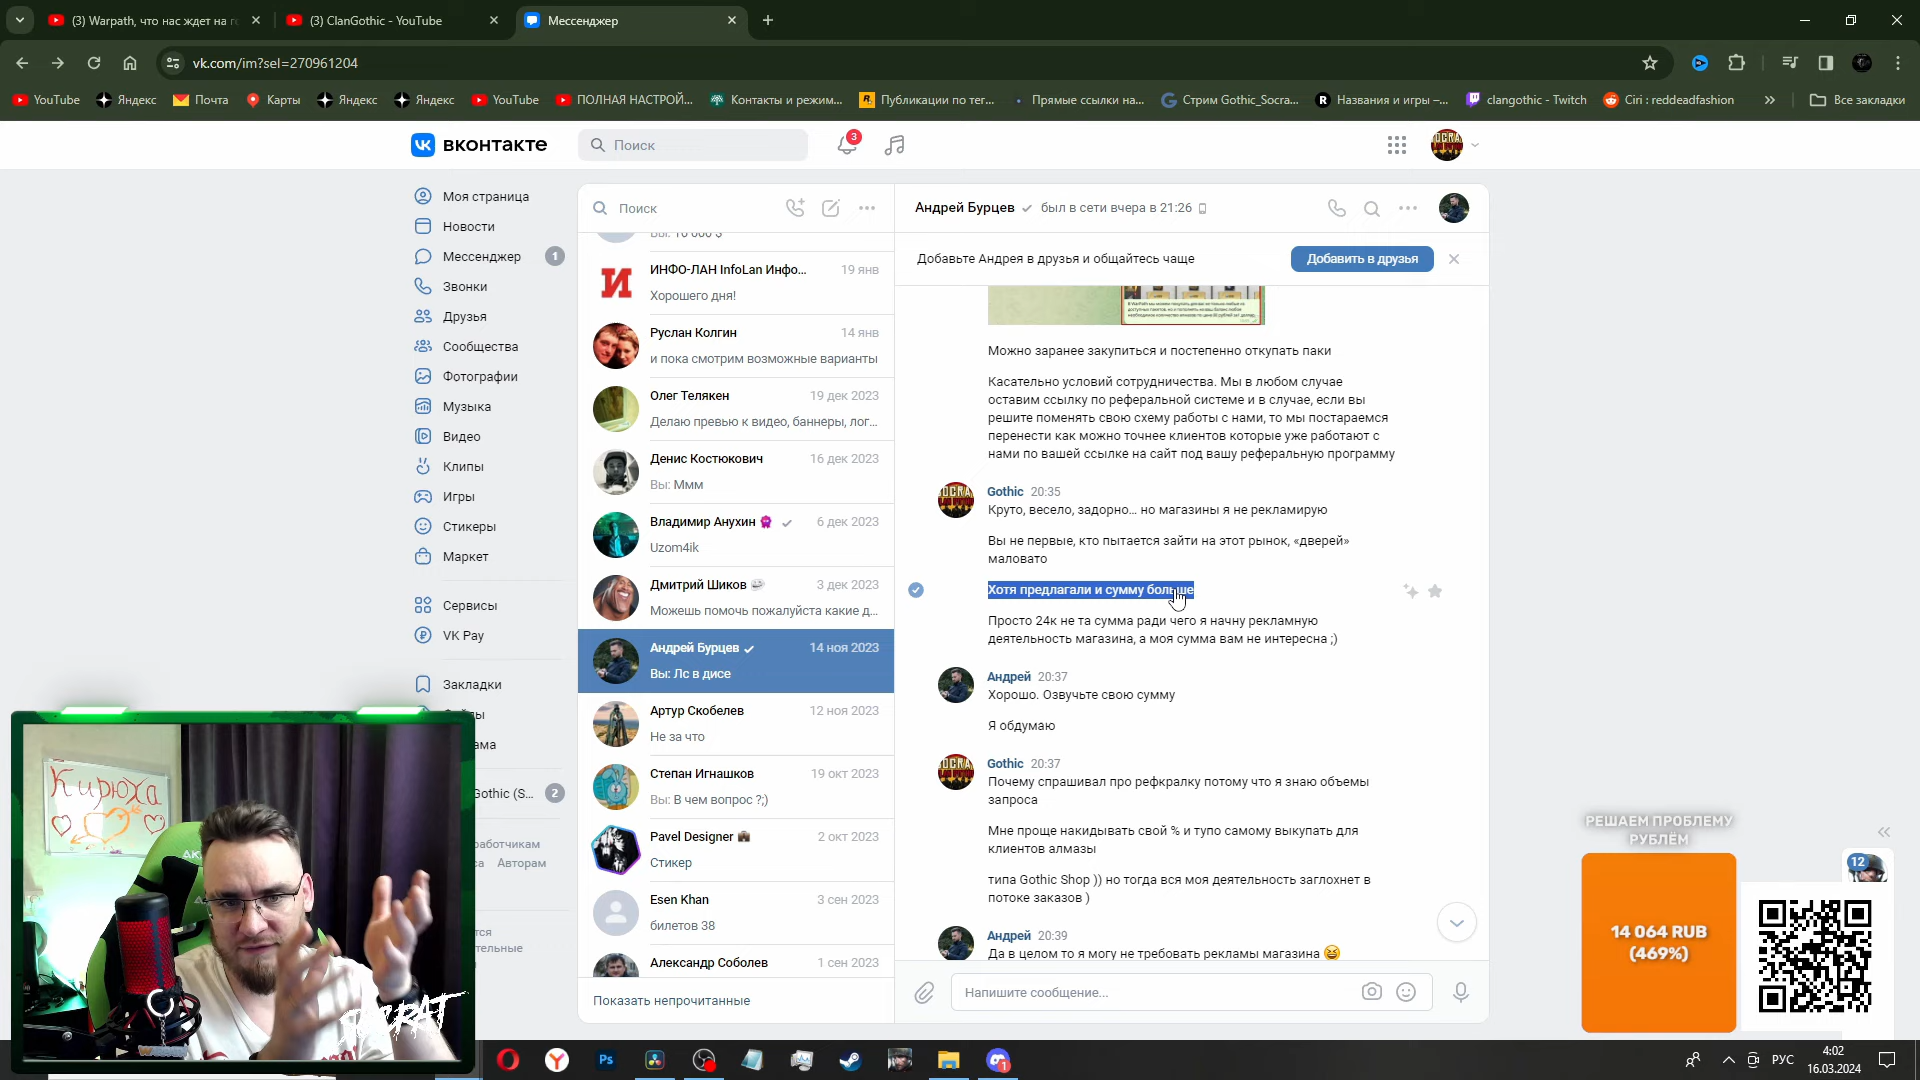 (3) Warpath, что нас ждет на г
(3) ClanGothic - YouTube
Мессенджер
vk.com/im?sel=270961204
YouTube
Яндекс
Почта
Карты
Яндекс
Яндекс
YouTube
ПОЛНАЯ НАСТРОЙ...
Контакты и режим...
Публикации по тег...
Прямые ссылки на...
Стрим Gothic_Socra...
Названия и игры –...
clangothic - Twitch
Ciri : reddeadfashion
Все закладки
вконтакте
Поиск
3
Моя страница
Новости
Мессенджер
1
Звонки
Друзья
Сообщества
Фотографии
Музыка
Видео
Клипы
Игры
Стикеры
Маркет
Сервисы
VK Pay
Закладки
Gothic (S...
2
Авторам
Поиск
Вы: 10 000 $
ИНФО-ЛАН InfoLan Инфо...
19 янв
Хорошего дня!
Руслан Колгин
14 янв
и пока смотрим возможные варианты
Олег Телякен
19 дек 2023
Делаю превью к видео, баннеры, лог...
Денис Костюкович
16 дек 2023
Вы: Ммм
Владимир Анухин
6 дек 2023
Uzom4ik
Дмитрий Шиков
3 дек 2023
Можешь помочь пожалуйста какие д...
Андрей Бурцев
14 ноя 2023
Вы: Лс в дисе
Артур Скобелев
12 ноя 2023
Не за что
Степан Игнашков
19 окт 2023
Вы: В чем вопрос ?;)
Pavel Designer
2 окт 2023
Стикер
Esen Khan
3 сен 2023
билетов 38
Александр Соболев
1 сен 2023
Показать непрочитанные
Андрей Бурцев
был в сети вчера в 21:26
Добавьте Андрея в друзья и общайтесь чаще
Добавить в друзья
Можно заранее закупиться и постепенно откупать паки
Касательно условий сотрудничества. Мы в любом случае
оставим ссылку по реферальной системе и в случае, если вы
решите поменять свою схему работы с нами, то мы постараемся
перенести как можно точнее клиентов которые уже работают с
нами по вашей ссылке на сайт под вашу реферальную программу
Gothic 20:35
Круто, весело, задорно... но магазины я не рекламирую
Вы не первые, кто пытается зайти на этот рынок, «дверей»
маловато
Хотя предлагали и сумму больше
Просто 24к не та сумма ради чего я начну рекламную
деятельность магазина, а моя сумма вам не интересна ;)
Андрей 20:37
Хорошо. Озвучьте свою сумму
Я обдумаю
Gothic 20:37
Почему спрашивал про рефкралку потому что я знаю объемы
запроса
Мне проще накидывать свой % и тупо самому выкупать для
клиентов алмазы
типа Gothic Shop )) но тогда вся моя деятельность заглохнет в
потоке заказов )
Андрей 20:39
Да в целом то я могу не требовать рекламы магазина 😆
Напишите сообщение...
Кирюха
SOCRAT
РЕШАЕМ ПРОБЛЕМУ
РУБЛЁМ
14 064 RUB
(469%)
12
РУС
4:02
16.03.2024